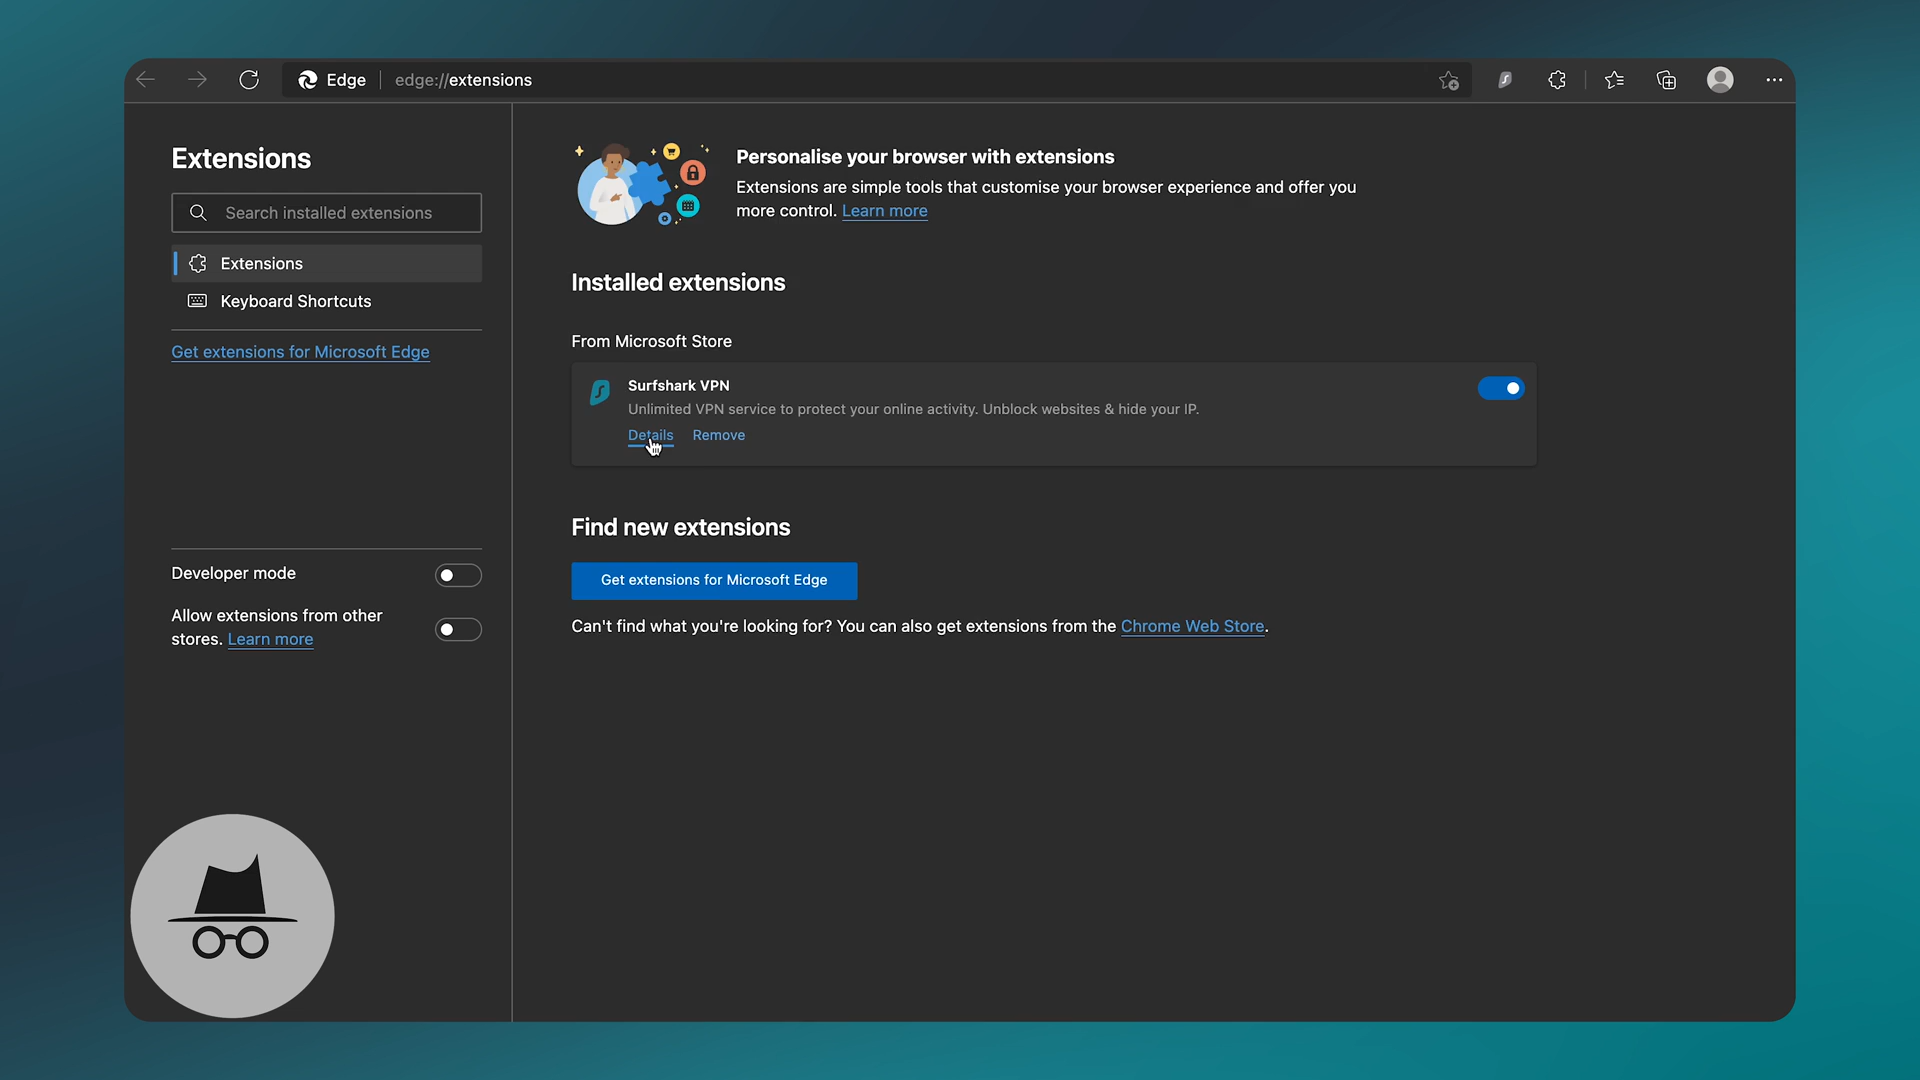 Edge
edge://extensions
Extensions
Search installed extensions
Extensions
Keyboard Shortcuts
Get extensions for Microsoft Edge
Developer mode
Allow extensions from other
stores. Learn more
Personalise your browser with extensions
Extensions are simple tools that customise your browser experience and offer you
more control. Learn more
Installed extensions
From Microsoft Store
Surfshark VPN
Unlimited VPN service to protect your online activity. Unblock websites & hide your IP.
Details Remove
Find new extensions
Get extensions for Microsoft Edge
Can't find what you're looking for? You can also get extensions from the Chrome Web Store.